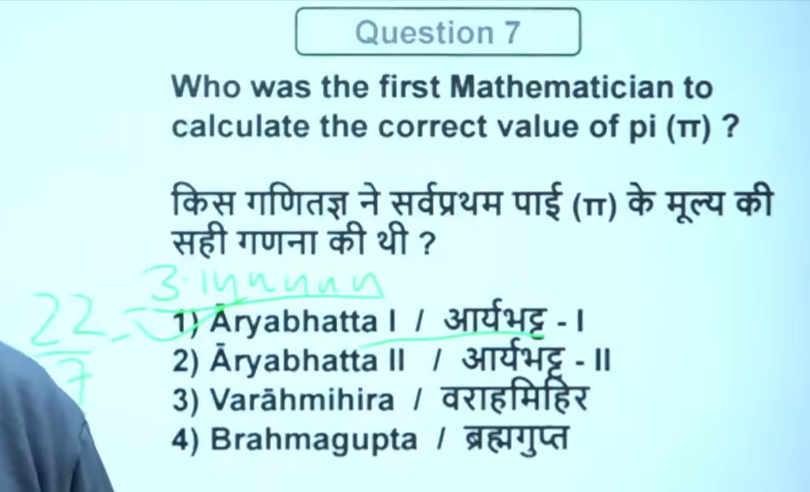 Question 7
Who was the first Mathematician to
calculate the correct value of pi (π) ?
किस गणितज्ञ ने सर्वप्रथम पाई (π) के मूल्य की
सही गणना की थी ?
22
7
1) Āryabhatta I / आर्यभट्ट - I
2) Āryabhatta II / आर्यभट्ट - II
3) Varāhmihira / वराहमिहिर
4) Brahmagupta / ब्रह्मगुप्त